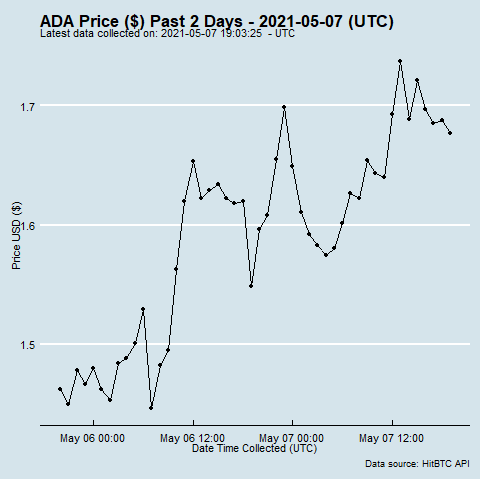 ADA Price ($) Past 2 Days - 2021-05-07 (UTC)
Latest data collected on: 2021-05-07 19:03:25  - UTC
1.7
1.6
1.5
Price USD ($)
May 06 00:00
May 06 12:00
May 07 00:00
May 07 12:00
Date Time Collected (UTC)
Data source: HitBTC API